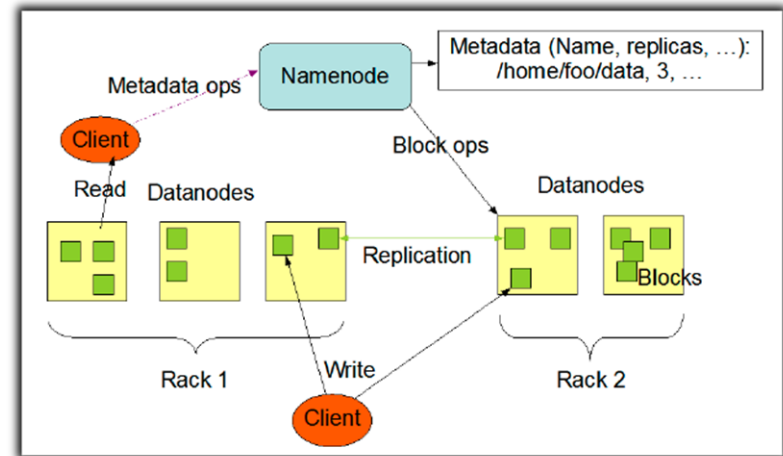 Metadata (Name, replicas, …):
/home/foo/data, 3, …
Namenode
Metadata ops
Client
Block ops
Read
Datanodes
Datanodes
Replication
Blocks
Rack 1
Write
Rack 2
Client